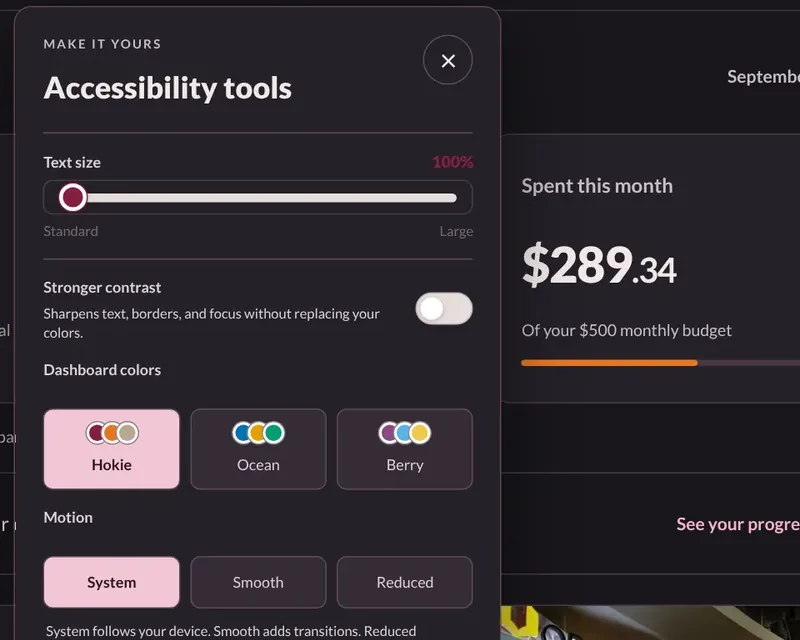 MAKE IT YOURS
Accessibility tools
Text size
100%
Standard
Large
Stronger contrast
Sharpens text, borders, and focus without replacing your
colors.
Dashboard colors
Hokie
Ocean
Berry
Motion
System
Smooth
Reduced
System follows your device. Smooth adds transitions. Reduced
Septembe
Spent this month
$289.34
Of your $500 monthly budget
See your progre